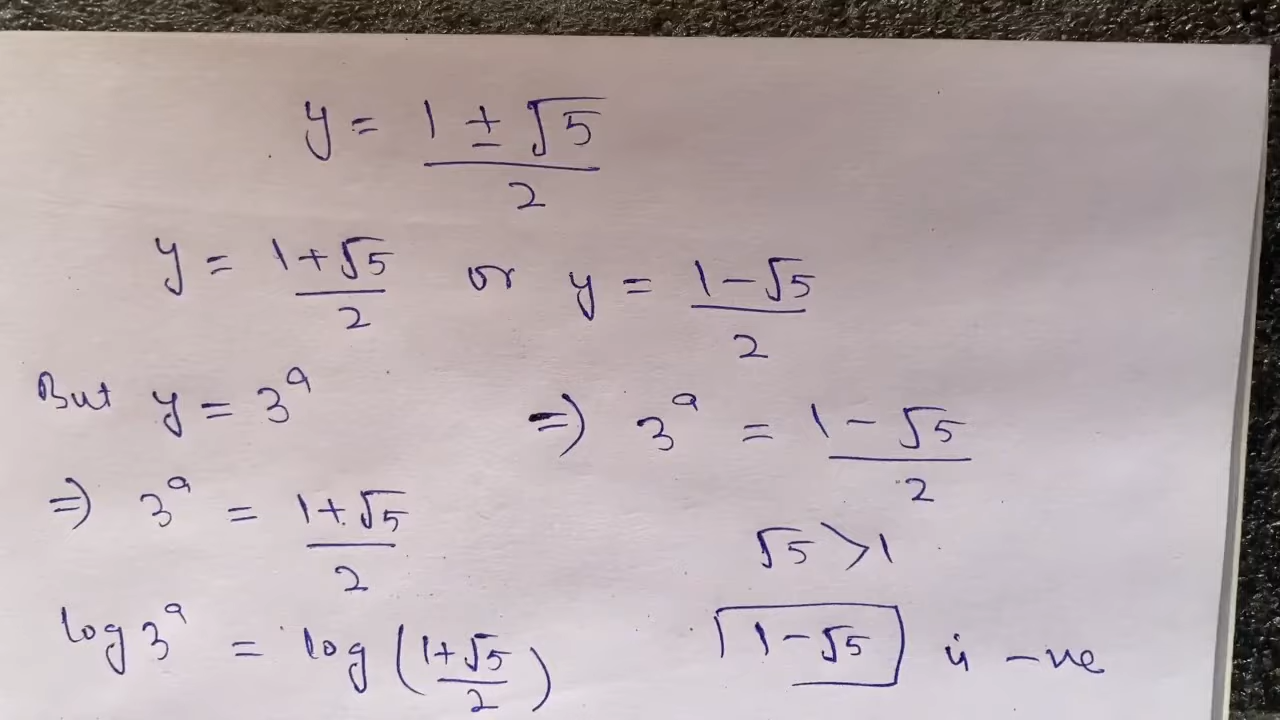 y = (1 ± √5)/2
y = (1+√5)/2 or y = (1-√5)/2
But y = 3^a ⇒ 3^a = (1-√5)/2
⇒ 3^a = (1+√5)/2
√5 > 1
log 3^a = log((1+√5)/2) 1-√5 is -ve